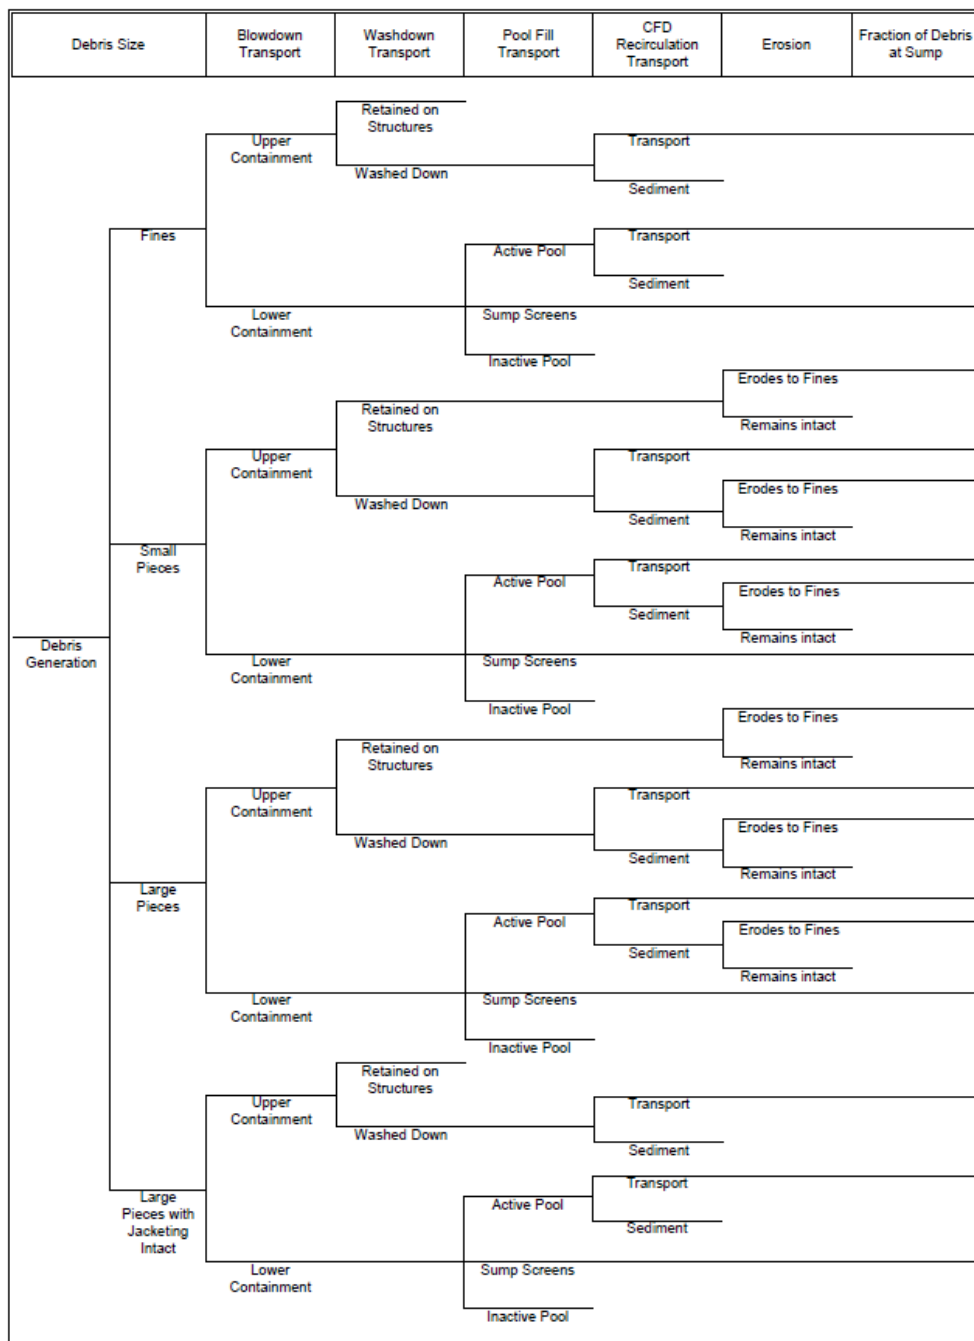 Debris Size
Blowdown
Transport
Washdown
Transport
Pool Fill
Transport
CFD
Recirculation
Transport
Erosion
Fraction of Debris
at Sump
Retained on
Structures
Upper
Containment
Transport
Washed Down
Sediment
Fines
Transport
Active Pool
Sediment
Lower
Containment
Sump Screens
Inactive Pool
Erodes to Fines
Retained on
Structures
Remains intact
Upper
Containment
Transport
Erodes to Fines
Washed Down
Sediment
Remains intact
Small
Pieces
Transport
Active Pool
Erodes to Fines
Sediment
Remains intact
Debris
Generation
Lower
Containment
Sump Screens
Inactive Pool
Erodes to Fines
Retained on
Structures
Remains intact
Upper
Containment
Transport
Erodes to Fines
Washed Down
Sediment
Remains intact
Large
Pieces
Transport
Active Pool
Erodes to Fines
Sediment
Remains intact
Lower
Containment
Sump Screens
Inactive Pool
Retained on
Structures
Upper
Containment
Transport
Washed Down
Sediment
Large
Pieces with
Jacketing
Intact
Transport
Active Pool
Sediment
Lower
Containment
Sump Screens
Inactive Pool